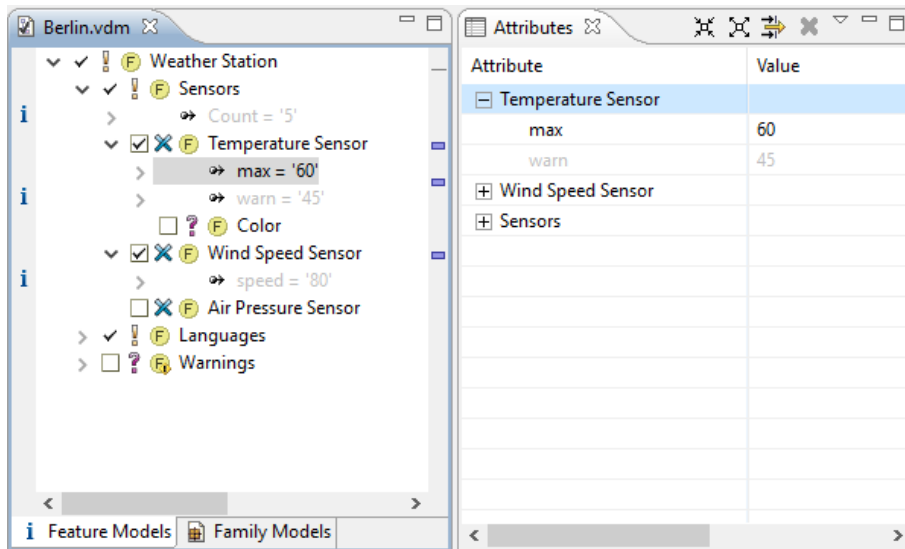 Berlin.vdm
Weather Station
Sensors
Count = '5'
Temperature Sensor
max = '60'
warn = '45'
Color
Wind Speed Sensor
speed = '80'
Air Pressure Sensor
Languages
Warnings
Feature Models
Family Models
Attributes
Attribute Value
Temperature Sensor
max 60
warn 45
Wind Speed Sensor
Sensors